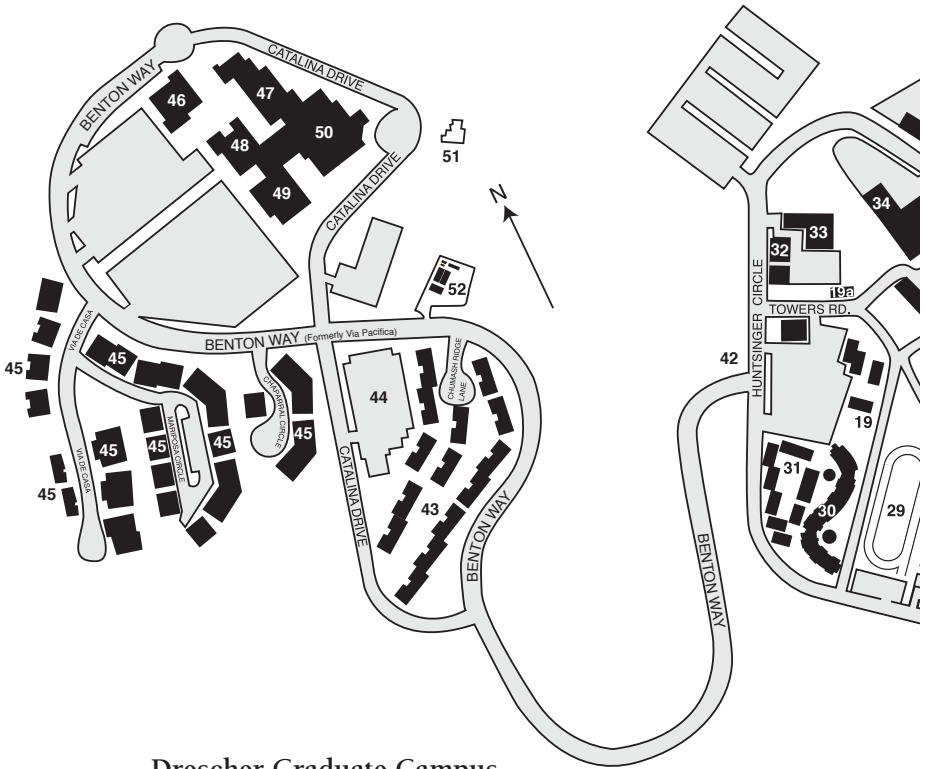 CATALINA DRIVE
BENTON WAY
47
46
50
48
51
49
CATALINA DRIVE
N
34
33
32
52
19a
TOWERS RD.
HUNTSINGER CIRCLE
VIA DE CASA
BENTON WAY (Formerly Via Pacifica)
45
45
42
CHUMASH RIDGE
LANE
44
CHAPARRAL CIRCLE
19
MARIPOSA CIRCLE
45
45
45
45
VIA DE CASA
45
CATALINA DRIVE
31
43
30
29
BENTON WAY
BENTON WAY
Drescher Graduate Campus